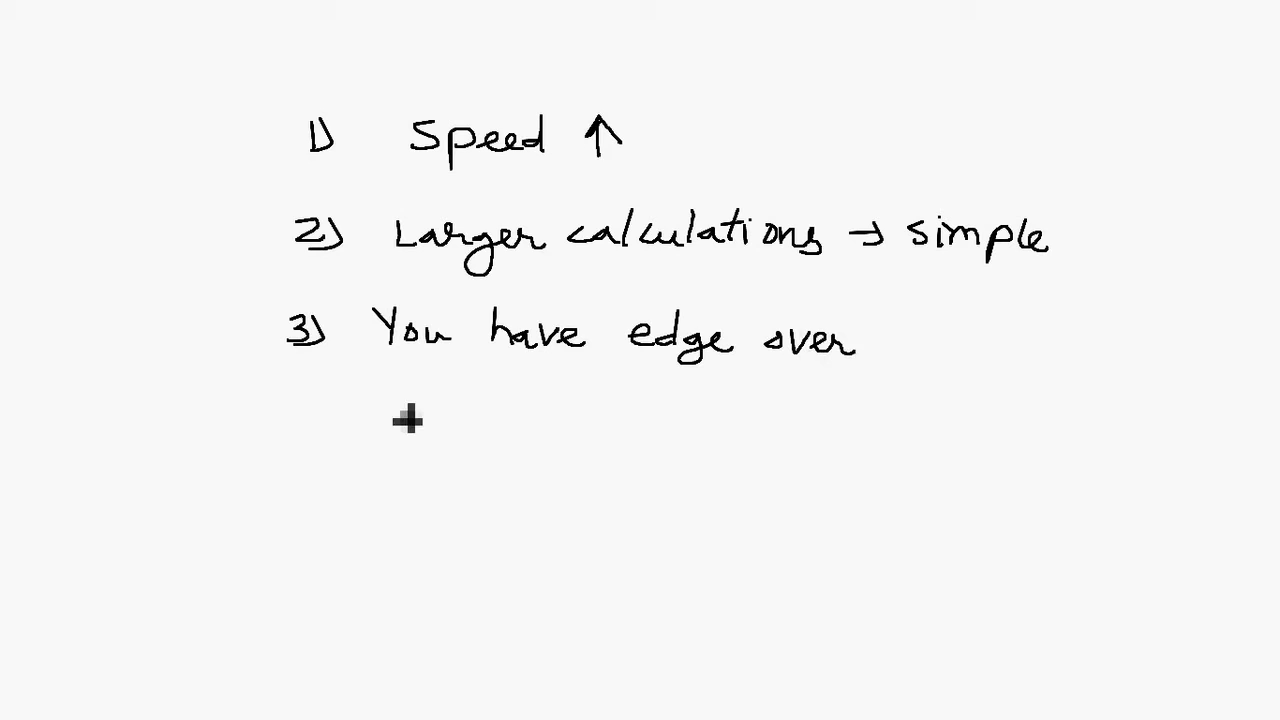 1) Speed ↑
2) Larger calculations → simple
3) You have edge over